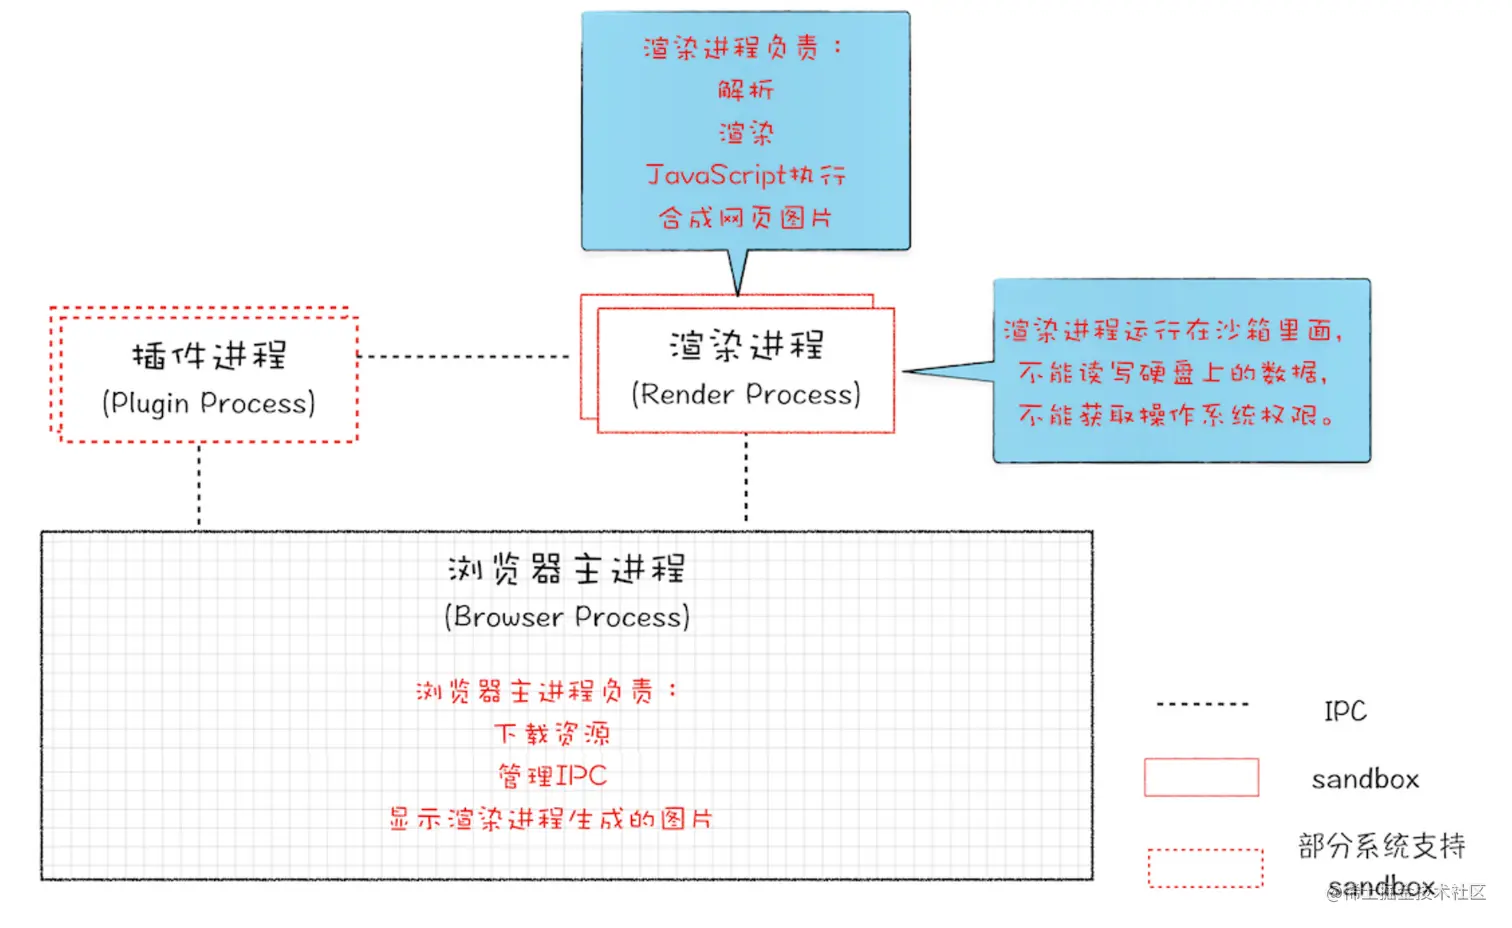 渲染进程负责：
解析
渲染
JavaScript执行
合成网页图片
插件进程
(Plugin Process)
渲染进程
(Render Process)
渲染进程运行在沙箱里面，
不能读写硬盘上的数据，
不能获取操作系统权限。
浏览器主进程
(Browser Process)
浏览器主进程负责：
下载资源
管理IPC
显示渲染进程生成的图片
IPC
sandbox
部分系统支持
sandbox
@稀土掘金技术社区